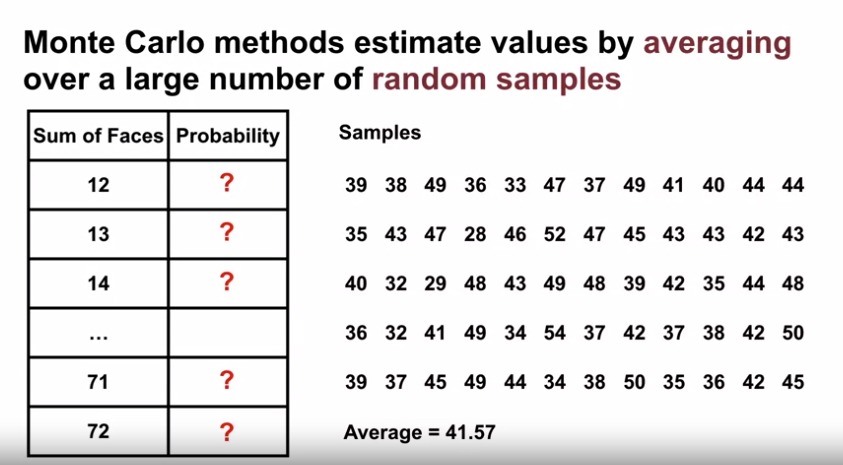 Monte Carlo methods estimate values by averaging
over a large number of random samples
Sum of Faces Probability
12 ?
13 ?
14 ?
...
71 ?
72 ?
Samples
39 38 49 36 33 47 37 49 41 40 44 44
35 43 47 28 46 52 47 45 43 43 42 43
40 32 29 48 43 49 48 39 42 35 44 48
36 32 41 49 34 54 37 42 37 38 42 50
39 37 45 49 44 34 38 50 35 36 42 45
Average = 41.57